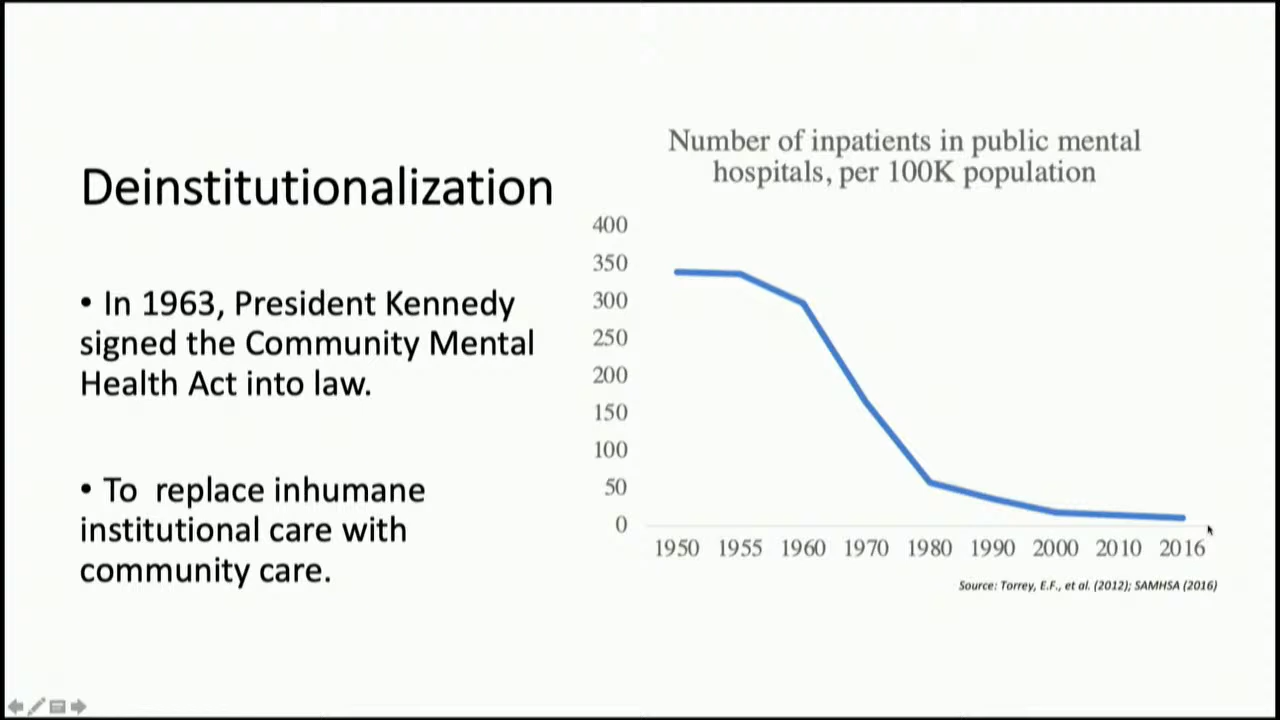 Deinstitutionalization
• In 1963, President Kennedy
signed the Community Mental
Health Act into law.
• To  replace inhumane
institutional care with
community care.
Number of inpatients in public mental
hospitals, per 100K population
400
350
300
250
200
150
100
50
0
1950 1955 1960 1970 1980 1990 2000 2010 2016
Source: Torrey, E.F., et al. (2012); SAMHSA (2016)